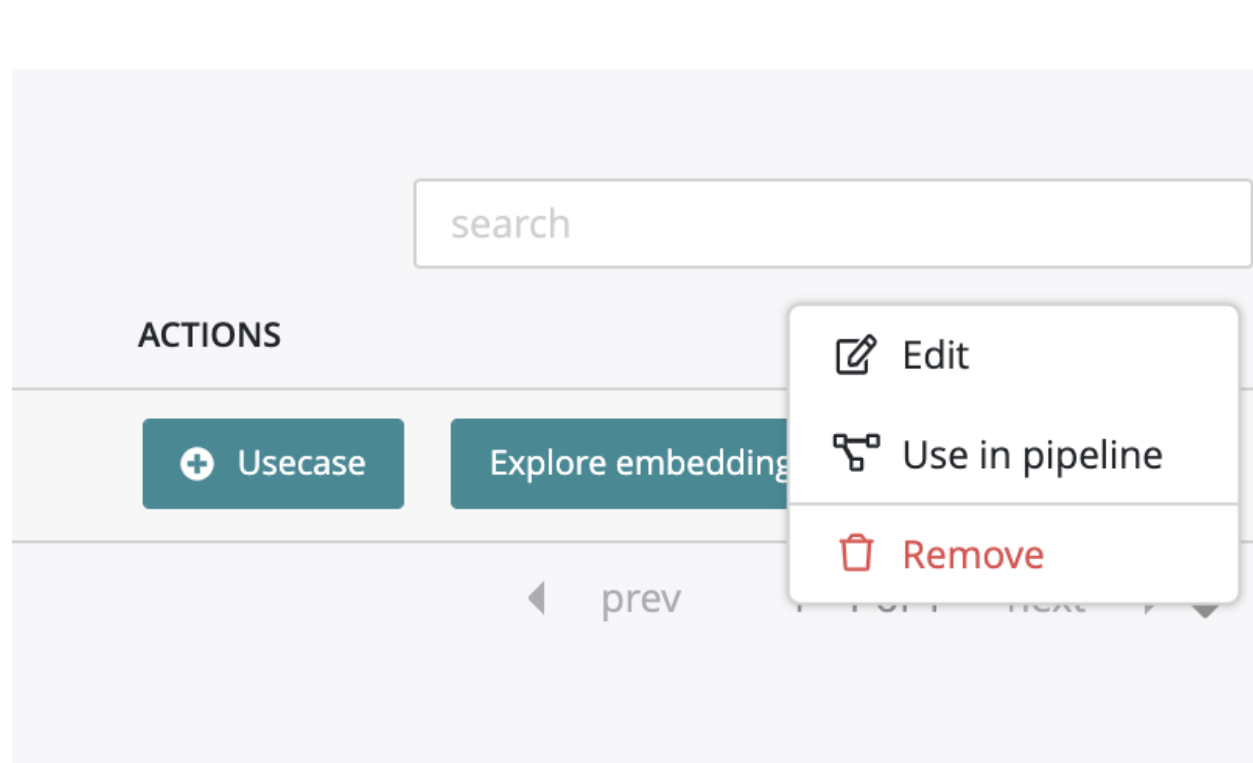 search
ACTIONS
Edit
Usecase
Explore embedding
Use in pipeline
Remove
prev